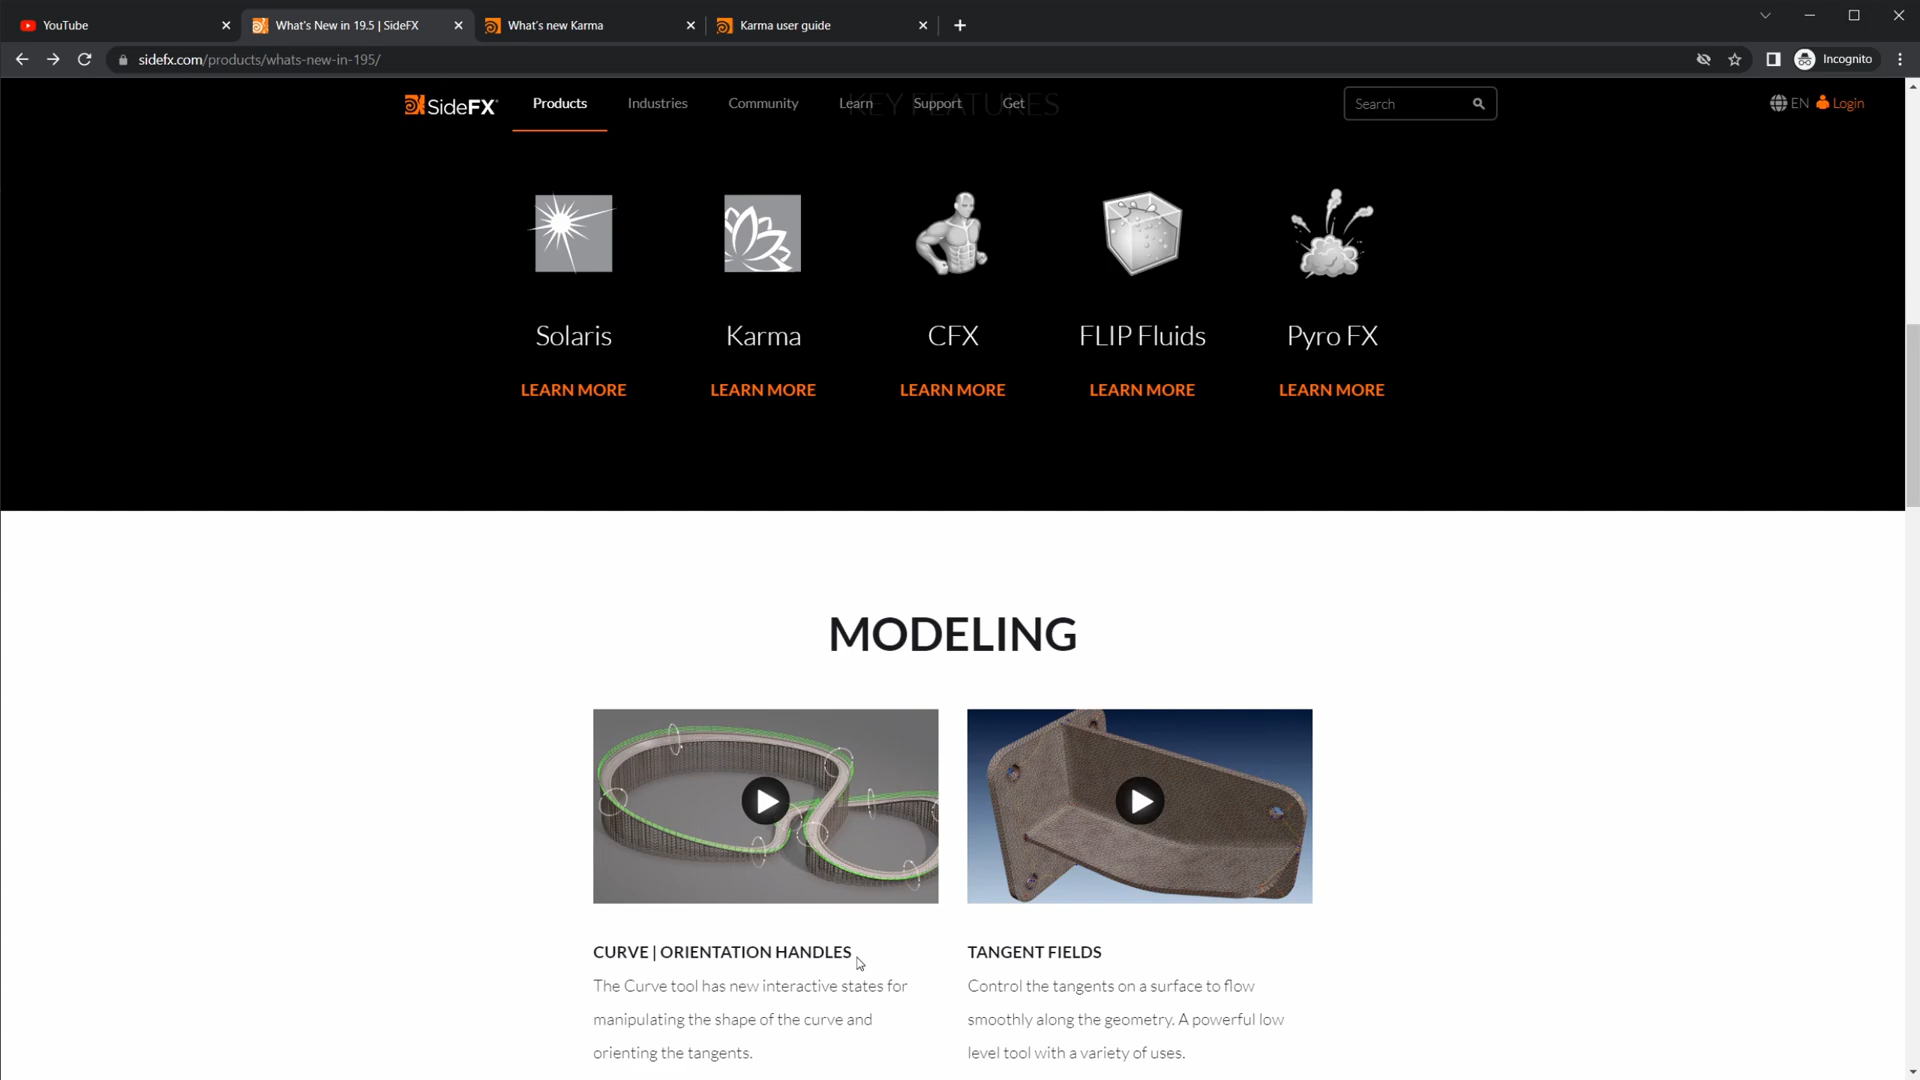 YouTube
What's New in 19.5 | SideFX
What's new Karma
Karma user guide
sidefx.com/products/whats-new-in-195/
Incognito
SideFX
Products
Industries
Community
Learn
Support
Get
KEY FEATURES
Search
EN
Login
Solaris
Karma
CFX
FLIP Fluids
Pyro FX
LEARN MORE
LEARN MORE
LEARN MORE
LEARN MORE
LEARN MORE
MODELING
CURVE | ORIENTATION HANDLES
The Curve tool has new interactive states for
manipulating the shape of the curve and
orienting the tangents.
TANGENT FIELDS
Control the tangents on a surface to flow
smoothly along the geometry. A powerful low
level tool with a variety of uses.